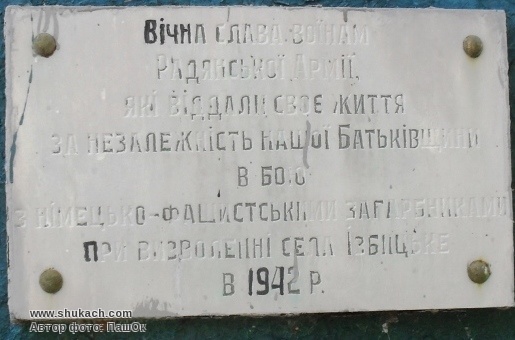 Вічна слава воїнам
Радянської Армії,
які віддали своє життя
за незалежність нашої Батьківщини
в бою
з німецько-фашистськими загарбниками
при визволенні села Ізбицьке
в 1942 р.
www.shukach.com
Автор фото: ПашОк